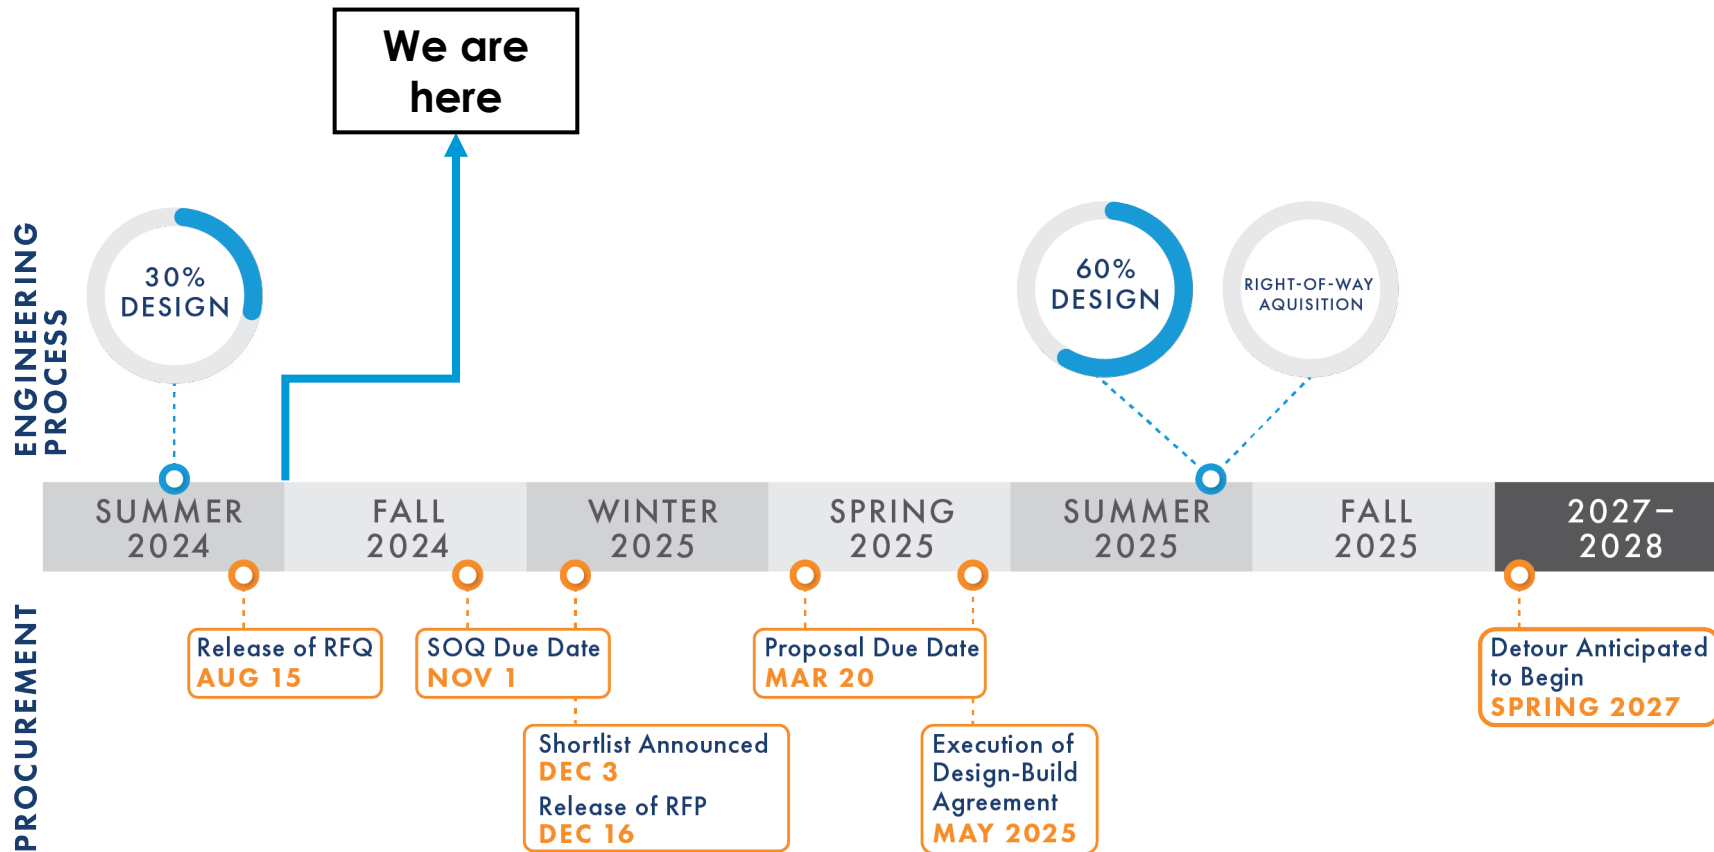 We are
here
ENGINEERING
PROCESS
30%
DESIGN
60%
DESIGN
RIGHT-OF-WAY
AQUISITION
SUMMER
2024
FALL
2024
WINTER
2025
SPRING
2025
SUMMER
2025
FALL
2025
2027–
2028
PROCUREMENT
Release of RFQ
AUG 15
SOQ Due Date
NOV 1
Shortlist Announced
DEC 3
Release of RFP
DEC 16
Proposal Due Date
MAR 20
Execution of
Design-Build
Agreement
MAY 2025
Detour Anticipated
to Begin
SPRING 2027